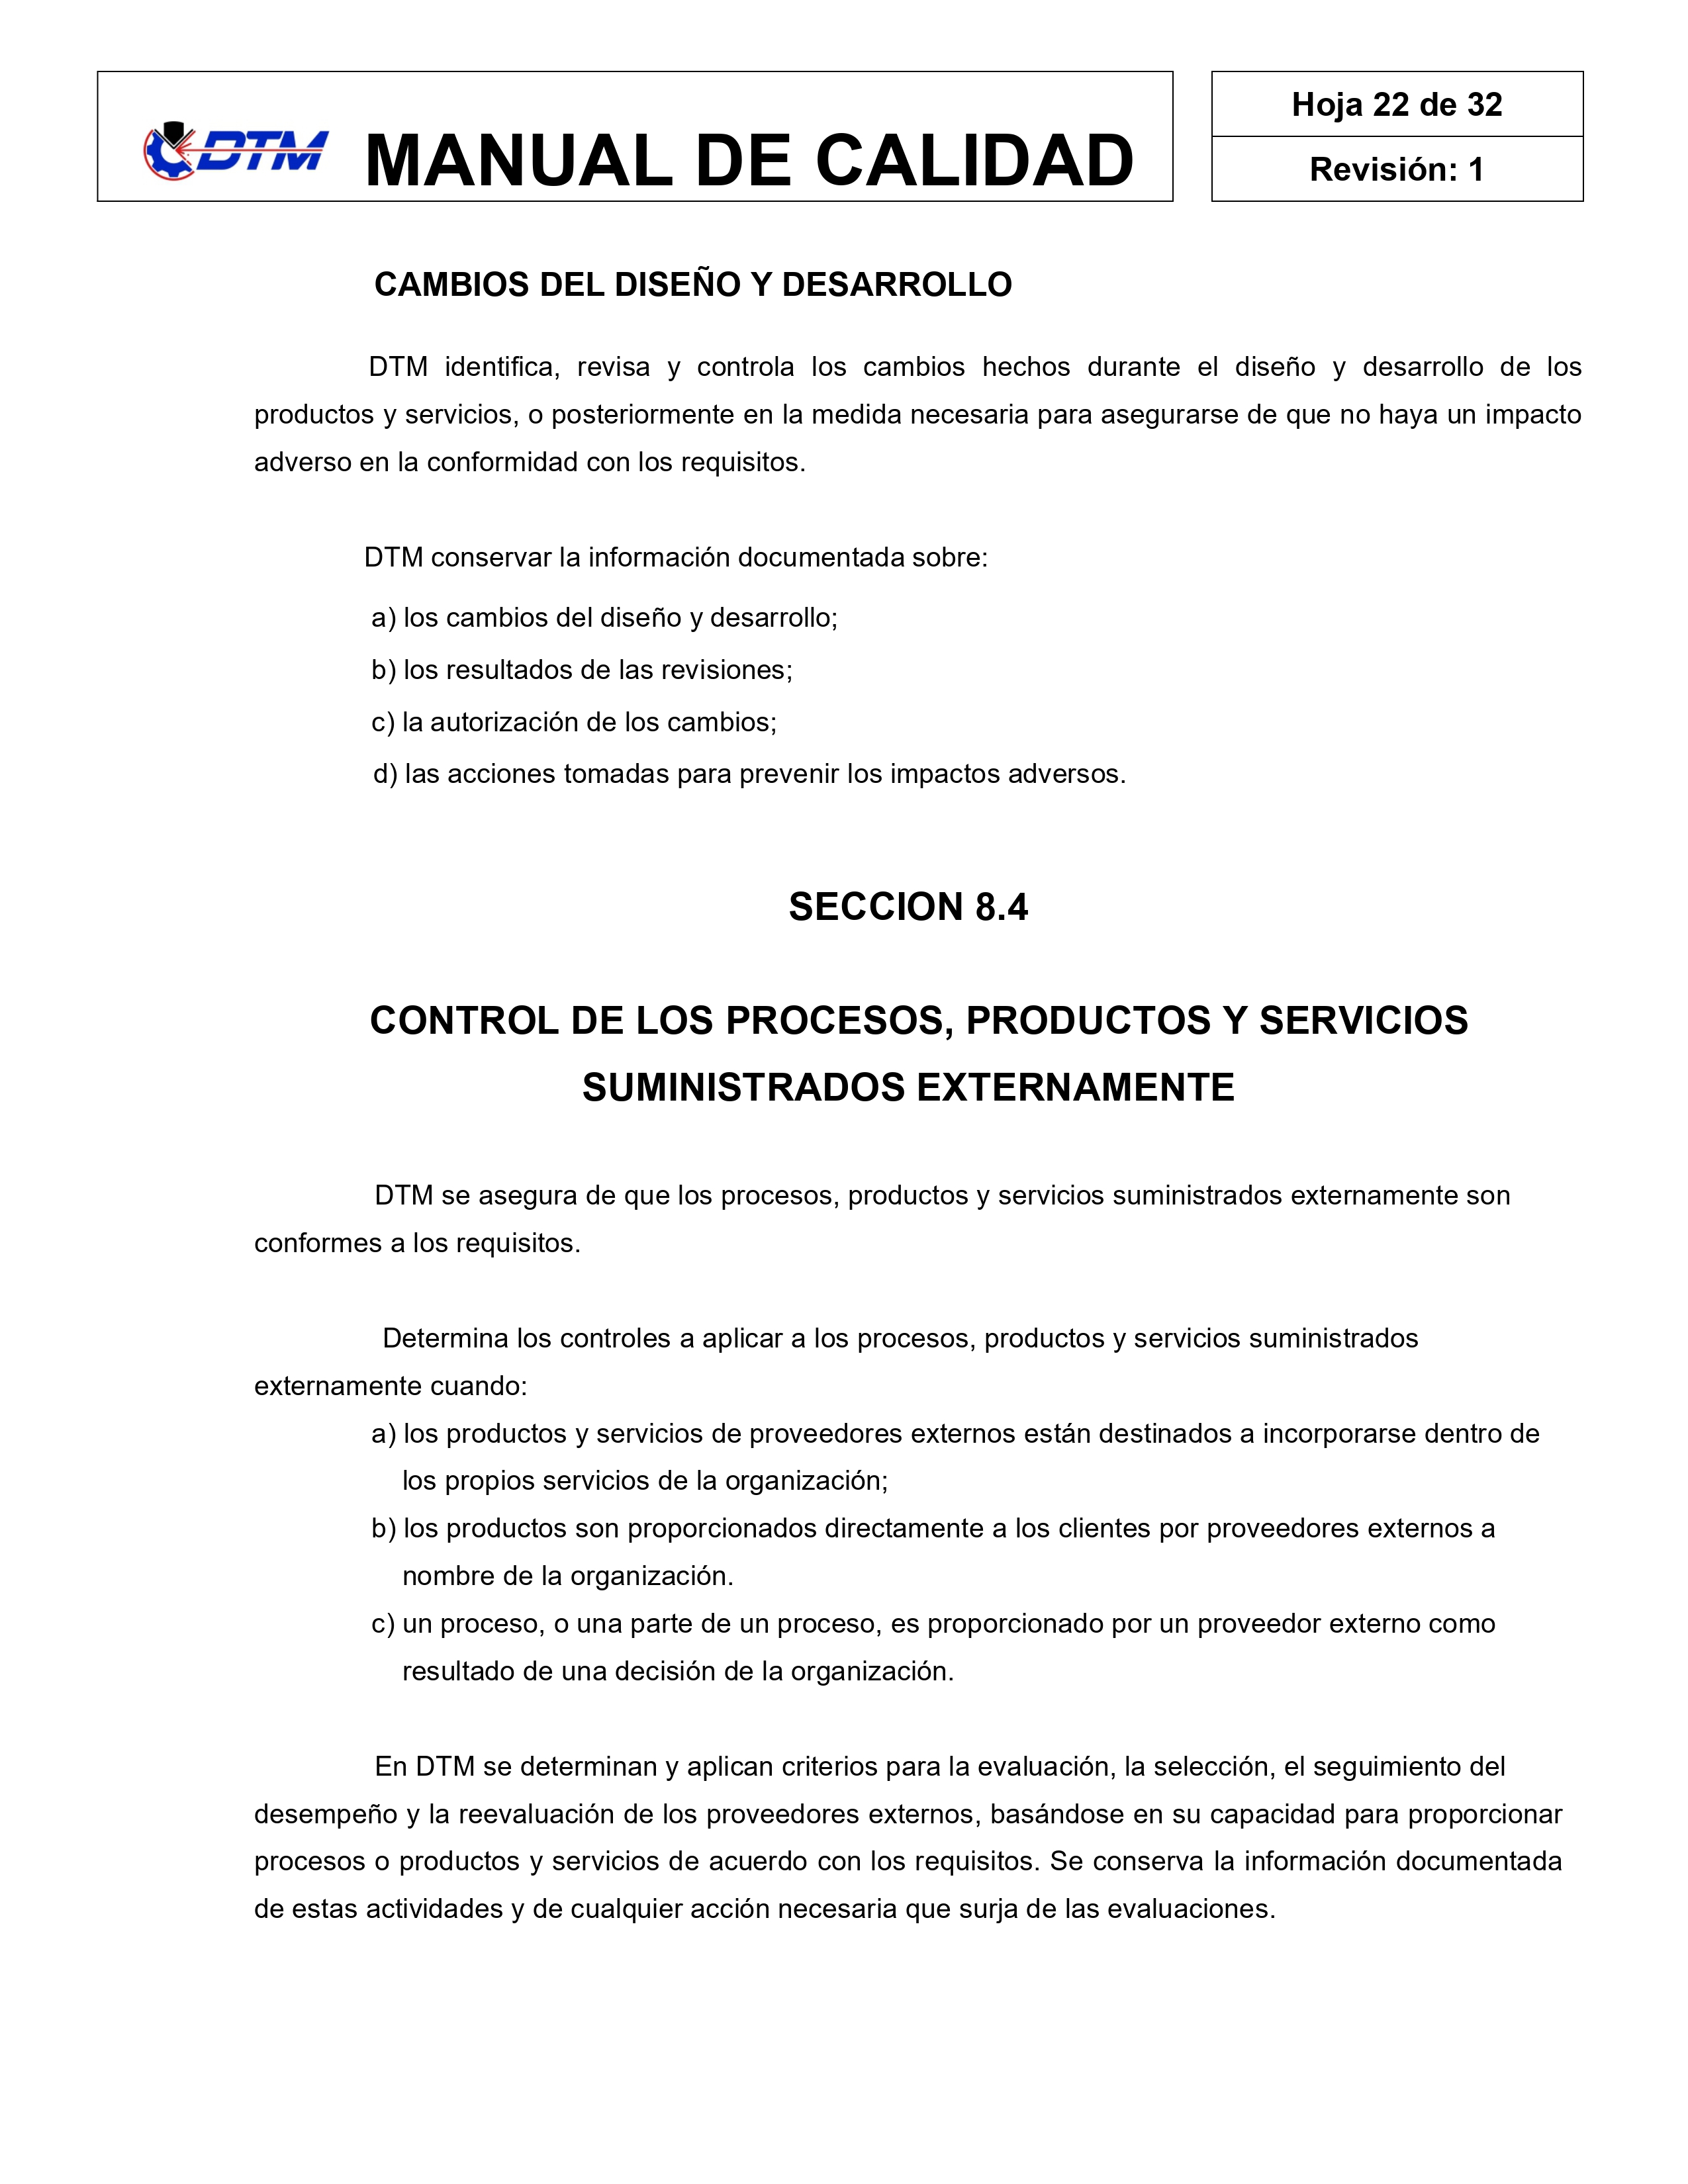 DTM
MANUAL DE CALIDAD
Hoja 22 de 32
Revisión: 1
CAMBIOS DEL DISEÑO Y DESARROLLO
DTM identifica, revisa y controla los cambios hechos durante el diseño y desarrollo de los
productos y servicios, o posteriormente en la medida necesaria para asegurarse de que no haya un impacto
adverso en la conformidad con los requisitos.
DTM conservar la información documentada sobre:
a) los cambios del diseño y desarrollo;
b) los resultados de las revisiones;
c) la autorización de los cambios;
d) las acciones tomadas para prevenir los impactos adversos.
SECCION 8.4
CONTROL DE LOS PROCESOS, PRODUCTOS Y SERVICIOS
SUMINISTRADOS EXTERNAMENTE
DTM se asegura de que los procesos, productos y servicios suministrados externamente son
conformes a los requisitos.
Determina los controles a aplicar a los procesos, productos y servicios suministrados
externamente cuando:
a) los productos y servicios de proveedores externos están destinados a incorporarse dentro de
los propios servicios de la organización;
b) los productos son proporcionados directamente a los clientes por proveedores externos a
nombre de la organización.
c) un proceso, o una parte de un proceso, es proporcionado por un proveedor externo como
resultado de una decisión de la organización.
En DTM se determinan y aplican criterios para la evaluación, la selección, el seguimiento del
desempeño y la reevaluación de los proveedores externos, basándose en su capacidad para proporcionar
procesos o productos y servicios de acuerdo con los requisitos. Se conserva la información documentada
de estas actividades y de cualquier acción necesaria que surja de las evaluaciones.